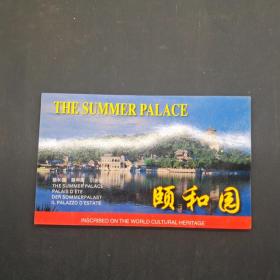 THE SUMMER PALACE
THE SUMMER PALACE
PALAIS D'ÉTÉ
DER SOMMERPALAST
IL PALAZZO D'ESTATE
颐和园
INSCRIBED ON THE WORLD CULTURAL HERITAGE